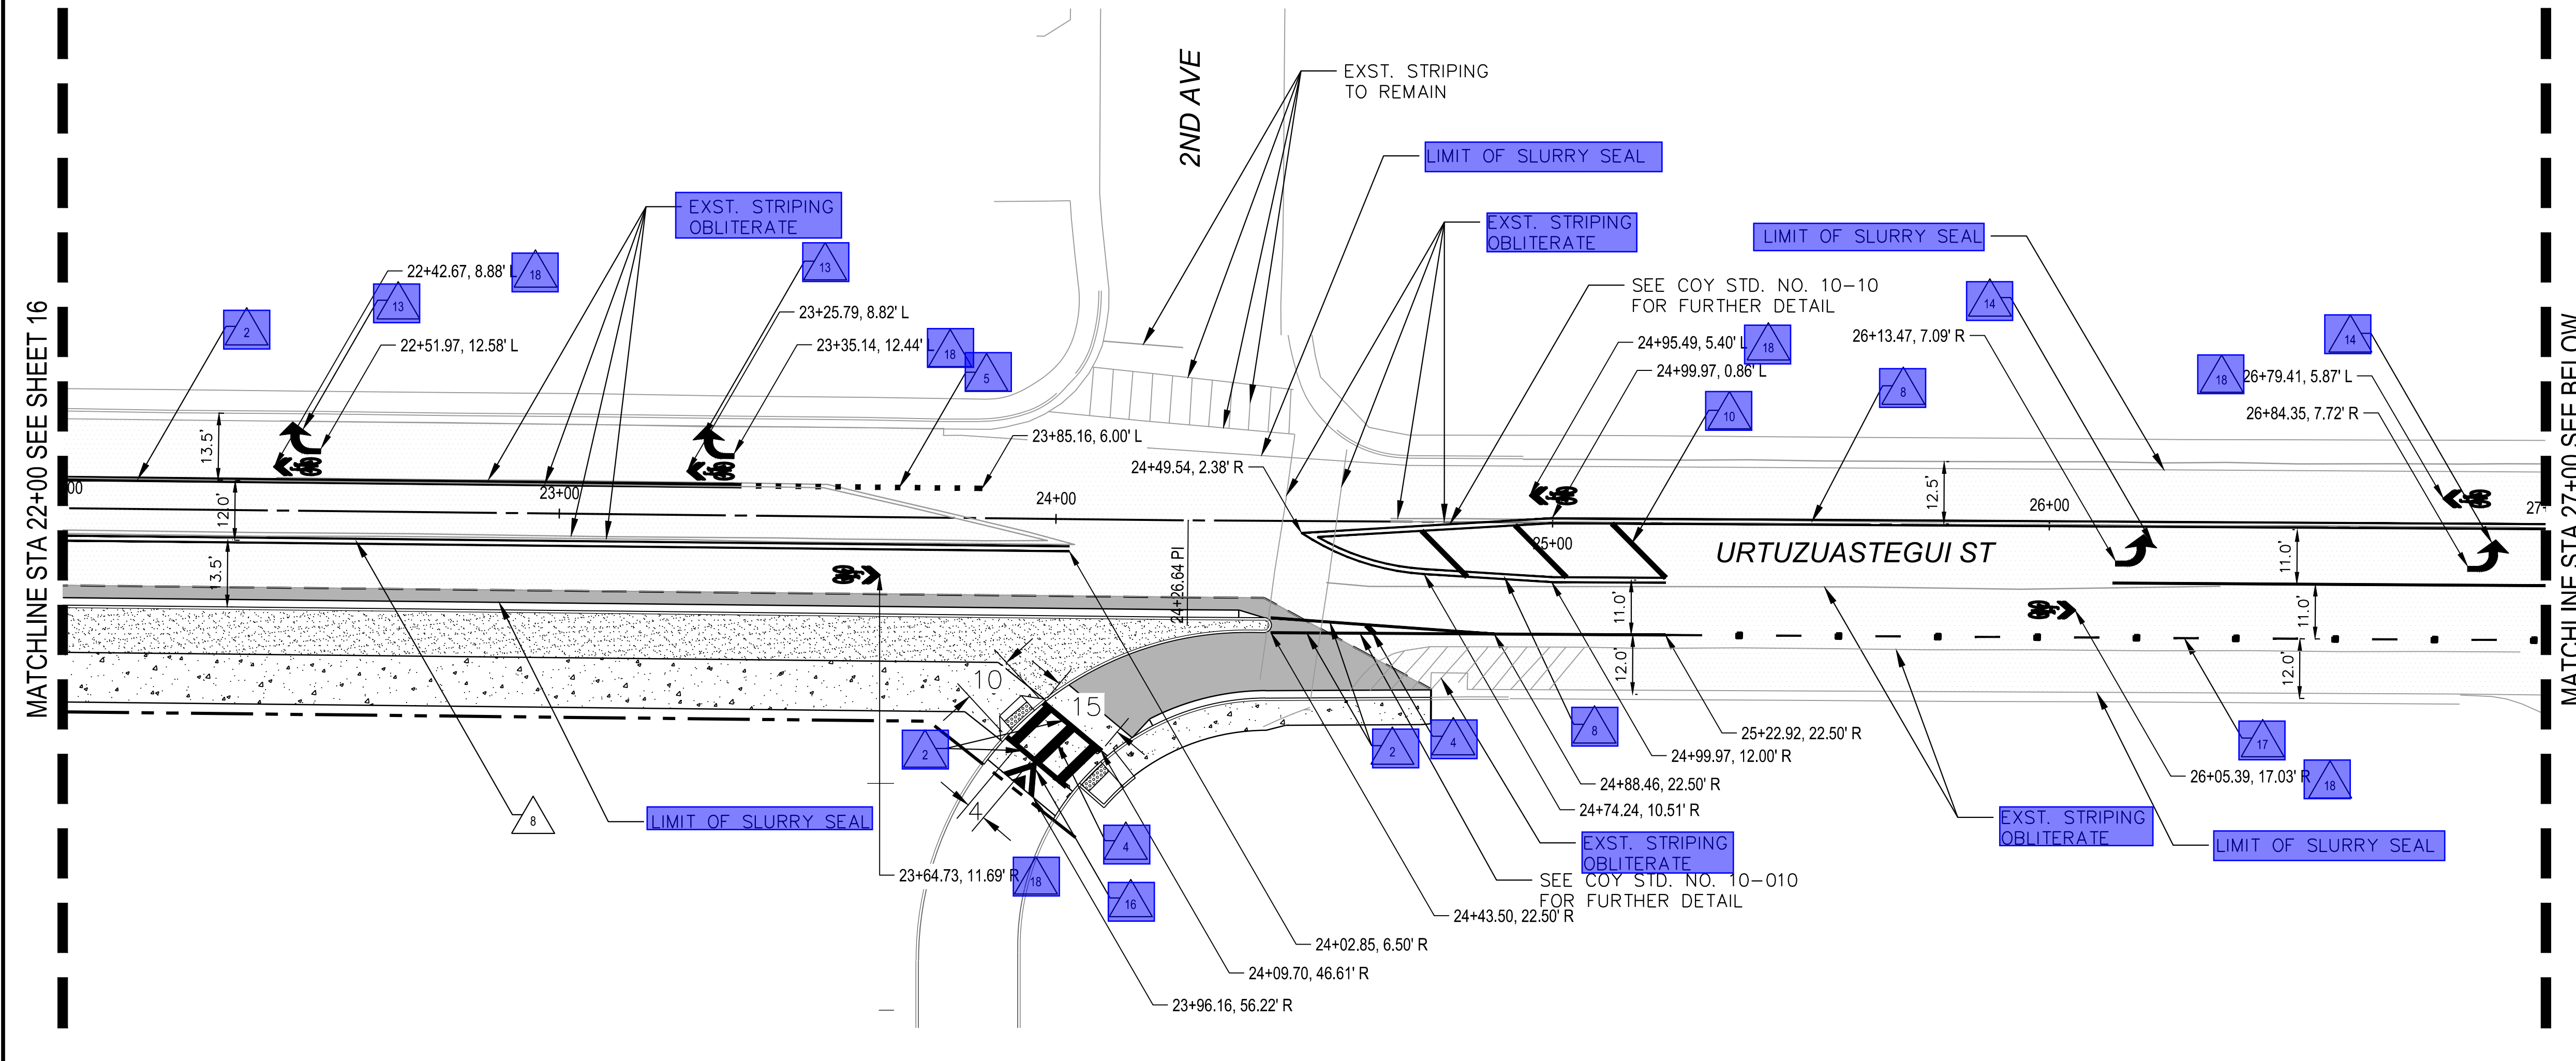 MATCHLINE STA 22+00 SEE SHEET 16
2ND AVE
EXST. STRIPING
TO REMAIN
LIMIT OF SLURRY SEAL
EXST. STRIPING
OBLITERATE
EXST. STRIPING
OBLITERATE
LIMIT OF SLURRY SEAL
22+42.67, 8.88' L
18
13
13
2
22+51.97, 12.58' L
23+25.79, 8.82' L
23+35.14, 12.44' L
18
5
SEE COY STD. NO. 10-10
FOR FURTHER DETAIL
14
24+95.49, 5.40' L
18
26+13.47, 7.09' R
14
24+99.97, 0.86' L
8
18
26+79.41, 5.87' L
10
26+84.35, 7.72' R
23+85.16, 6.00' L
24+49.54, 2.38' R
13.5'
12.0'
13.5'
00
23+00
24+00
25+00
26+00
27+
12.5'
24+26.64 PI
URTUZUASTEGUI ST
11.0'
11.0'
11.0'
12.0'
12.0'
10
15
4
2
2
4
8
25+22.92, 22.50' R
24+99.97, 12.00' R
24+88.46, 22.50' R
24+74.24, 10.51' R
17
26+05.39, 17.03' R
18
8
LIMIT OF SLURRY SEAL
4
EXST. STRIPING
OBLITERATE
EXST. STRIPING
OBLITERATE
LIMIT OF SLURRY SEAL
23+64.73, 11.69' R
18
16
SEE COY STD. NO. 10-010
FOR FURTHER DETAIL
24+43.50, 22.50' R
24+02.85, 6.50' R
24+09.70, 46.61' R
23+96.16, 56.22' R
MATCHLINE STA 27+00 SEE BELOW